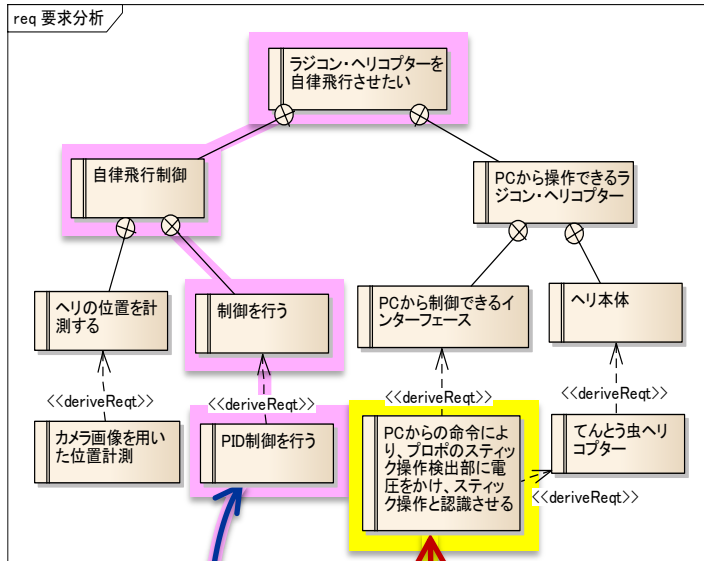 req 要求分析
ラジコン・ヘリコプターを
自律飛行させたい
自律飛行制御
PCから操作できるラ
ジコン・ヘリコプター
ヘリの位置を計
測する
制御を行う
PCから制御できるイ
ンターフェース
ヘリ本体
<<deriveReqt>>
<<deriveReqt>>
<<deriveReqt>>
<<deriveReqt>>
カメラ画像を用い
た位置計測
PID制御を行う
PCからの命令によ
り、プロポのスティッ
ク操作検出部に電
圧をかけ、スティッ
ク操作と認識させる
てんとう虫ヘリ
コプター
<<deriveReqt>>